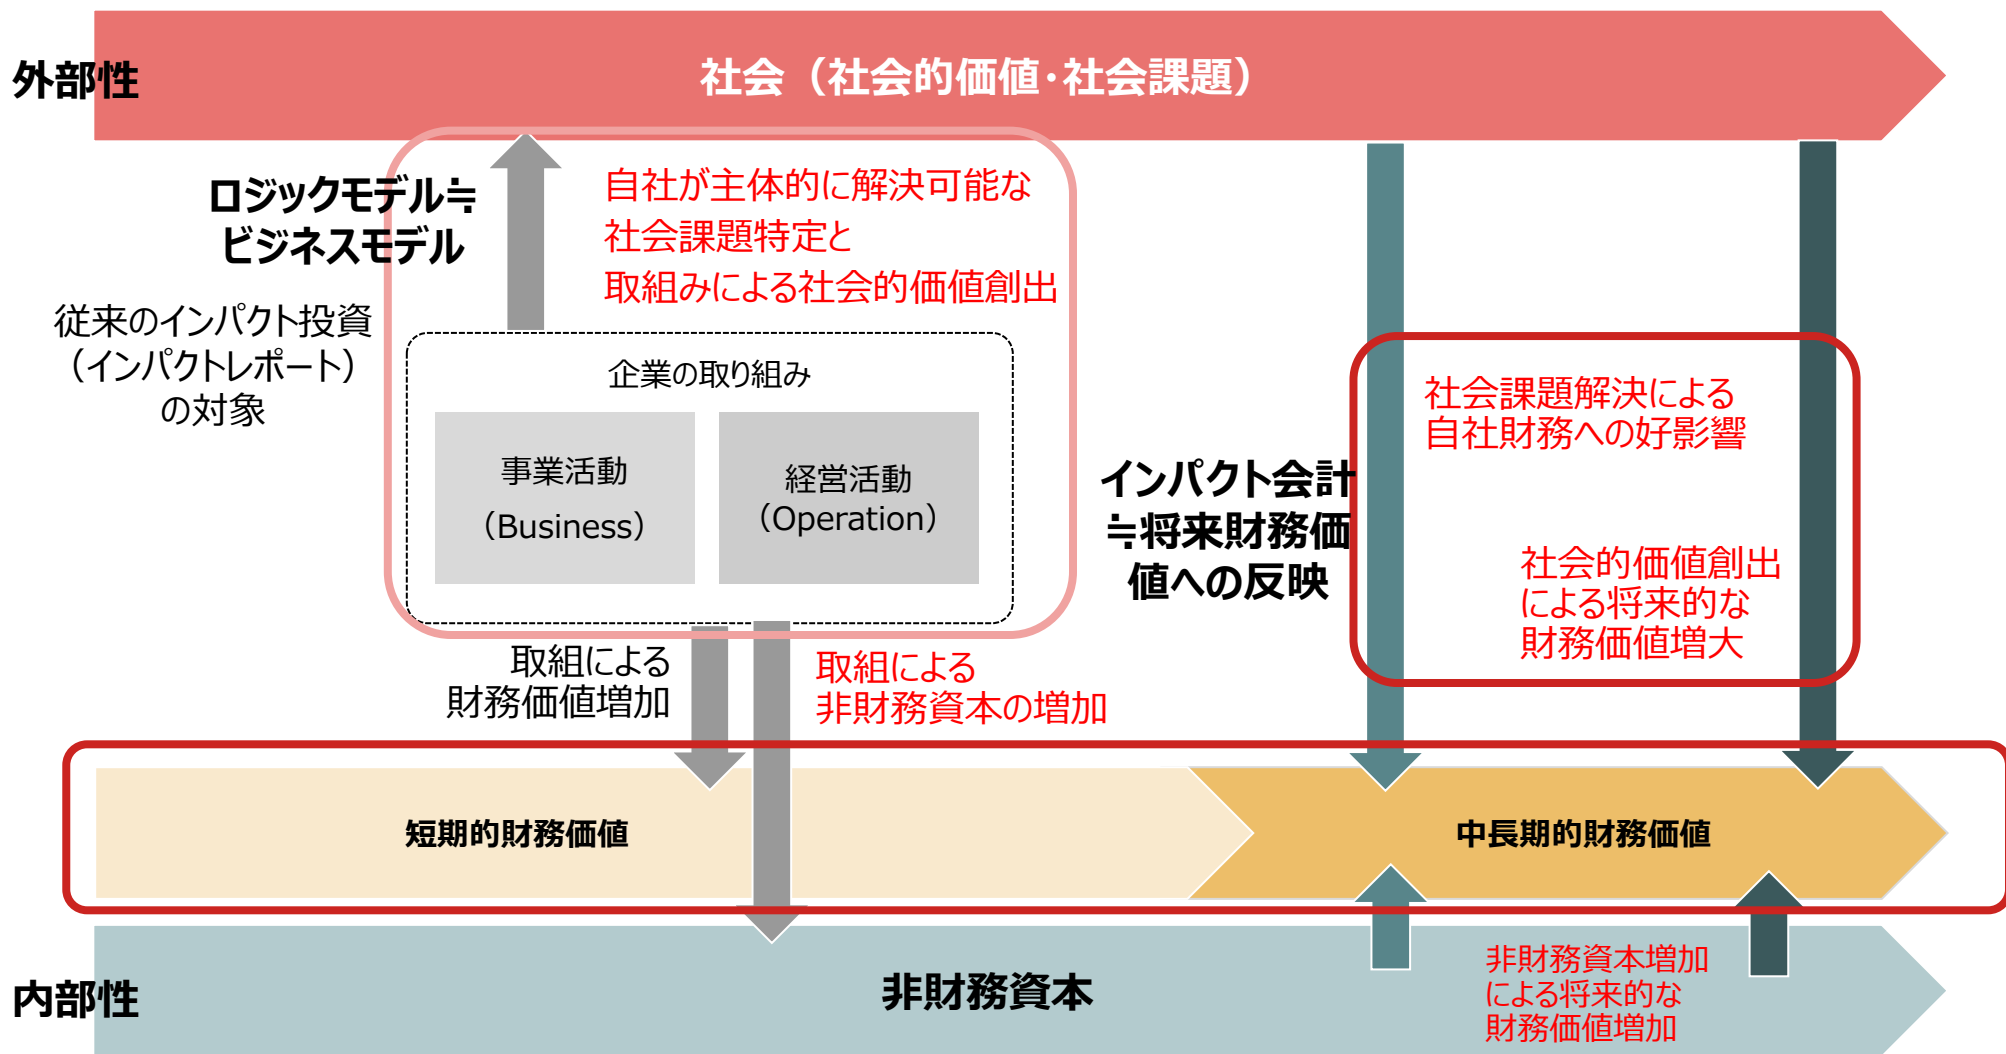 外部性
社会（社会的価値・社会課題）
ロジックモデル≒
ビジネスモデル
自社が主体的に解決可能な
社会課題特定と
取組みによる社会的価値創出
従来のインパクト投資
（インパクトレポート）
の対象
企業の取り組み
事業活動
（Business）
経営活動
（Operation）
インパクト会計
≒将来財務価
値への反映
社会課題解決による
自社財務への好影響
社会的価値創出
による将来的な
財務価値増大
取組による
財務価値増加
取組による
非財務資本の増加
短期的財務価値
中長期的財務価値
内部性
非財務資本
非財務資本増加
による将来的な
財務価値増加